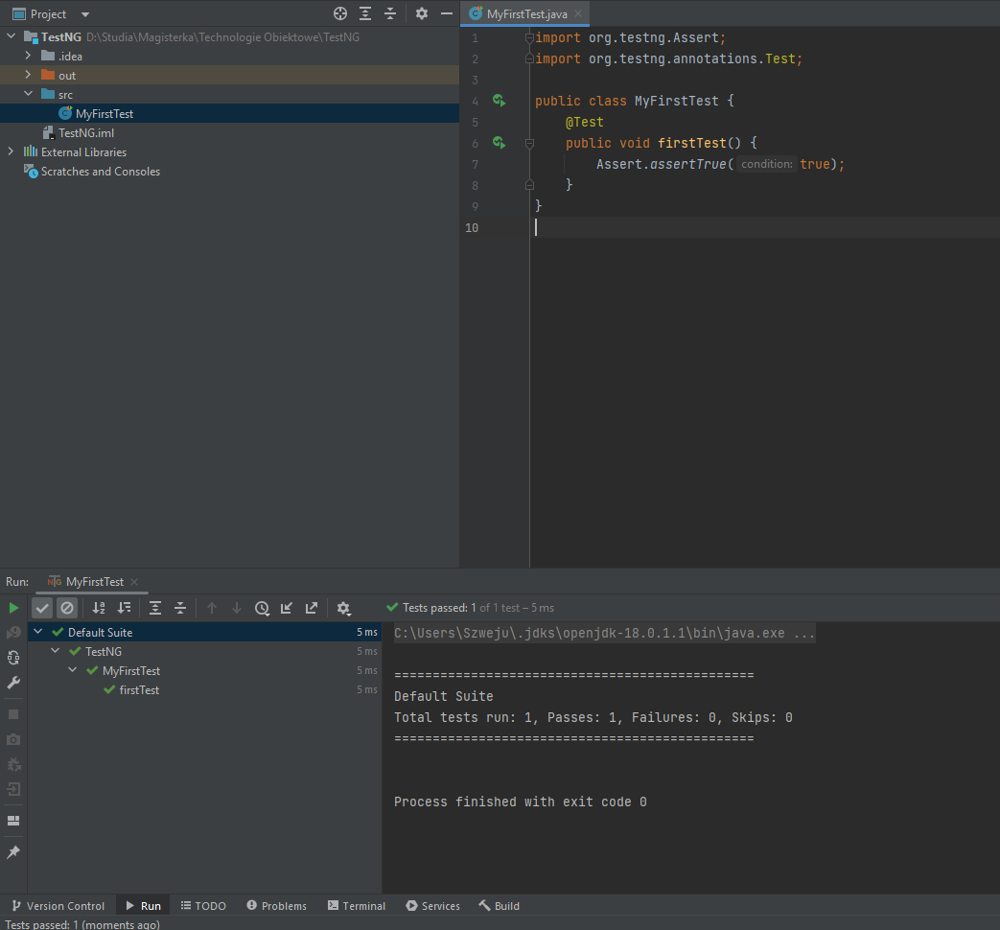 Project
TestNG D:\Studia\Magisterka\Technologie Obiektowe\TestNG
.idea
out
src
MyFirstTest
TestNG.iml
External Libraries
Scratches and Consoles
MyFirstTest.java
1 import org.testng.Assert;
2 import org.testng.annotations.Test;
3
4 public class MyFirstTest {
5 @Test
6 public void firstTest() {
7 Assert.assertTrue( condition: true);
8 }
9 }
10
Run: MyFirstTest
Tests passed: 1 of 1 test – 5 ms
Default Suite 5 ms
TestNG 5 ms
MyFirstTest 5 ms
firstTest 5 ms
C:\Users\Szweju\.jdks\openjdk-18.0.1.1\bin\java.exe ...
===============================================
Default Suite
Total tests run: 1, Passes: 1, Failures: 0, Skips: 0
===============================================
Process finished with exit code 0
Version Control Run TODO Problems Terminal Services Build
Tests passed: 1 (moments ago)